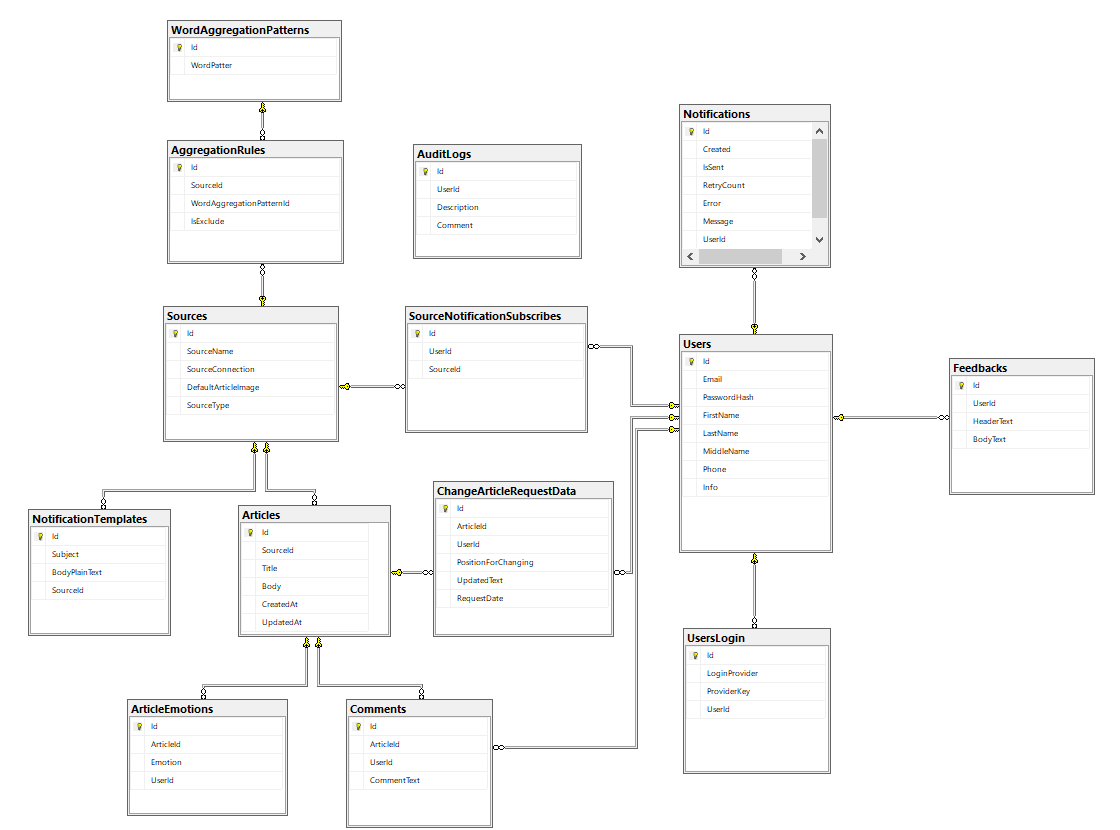 WordAggregationPatterns
Id
WordPatter
AggregationRules
Id
SourceId
WordAggregationPatternId
IsExclude
AuditLogs
Id
UserId
Description
Comment
Notifications
Id
Created
IsSent
RetryCount
Error
Message
UserId
Sources
Id
SourceName
SourceConnection
DefaultArticleImage
SourceType
SourceNotificationSubscribes
Id
UserId
SourceId
Users
Id
Email
PasswordHash
FirstName
LastName
MiddleName
Phone
Info
Feedbacks
Id
UserId
HeaderText
BodyText
NotificationTemplates
Id
Subject
BodyPlainText
SourceId
Articles
Id
SourceId
Title
Body
CreatedAt
UpdatedAt
ChangeArticleRequestData
Id
ArticleId
UserId
PositionForChanging
UpdatedText
RequestDate
UsersLogin
Id
LoginProvider
ProviderKey
UserId
ArticleEmotions
Id
ArticleId
Emotion
UserId
Comments
Id
ArticleId
UserId
CommentText